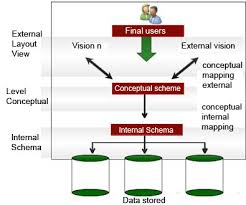 External
Layout
View
Final users
Vision n
External vision
conceptual
mapping
external
Level
Conceptual
Conceptual scheme
conceptual
internal
mapping
Internal
Schema
Internal Schema
Data stored